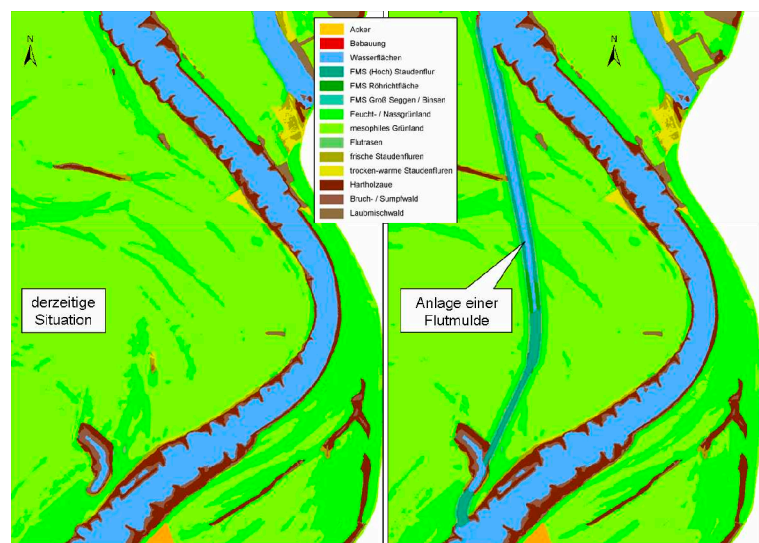 N
N
Acker
Bebauung
Wasserflächen
FMS (Hoch) Staudenflur
FMS Röhrichtfläche
FMS Groß Seggen / Binsen
Feucht- / Nassgrünland
mesophiles Grünland
Flutrasen
frische Staudenfluren
trocken-warme Staudenfluren
Hartholzaue
Bruch- / Sumpfwald
Laubmischwald
derzeitige
Situation
Anlage einer
Flutmulde